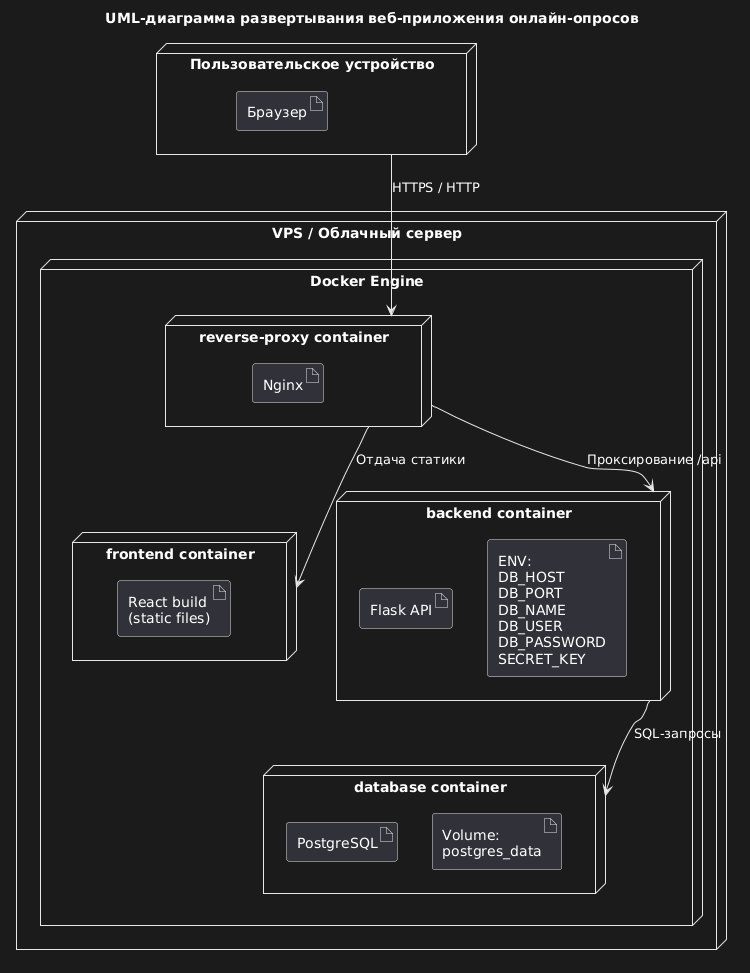 UML-диаграмма развертывания веб-приложения онлайн-опросов
Пользовательское устройство
Браузер
HTTPS / HTTP
VPS / Облачный сервер
Docker Engine
reverse-proxy container
Nginx
Отдача статики
Проксирование /api
frontend container
React build
(static files)
backend container
Flask API
ENV:
DB_HOST
DB_PORT
DB_NAME
DB_USER
DB_PASSWORD
SECRET_KEY
SQL-запросы
database container
PostgreSQL
Volume:
postgres_data